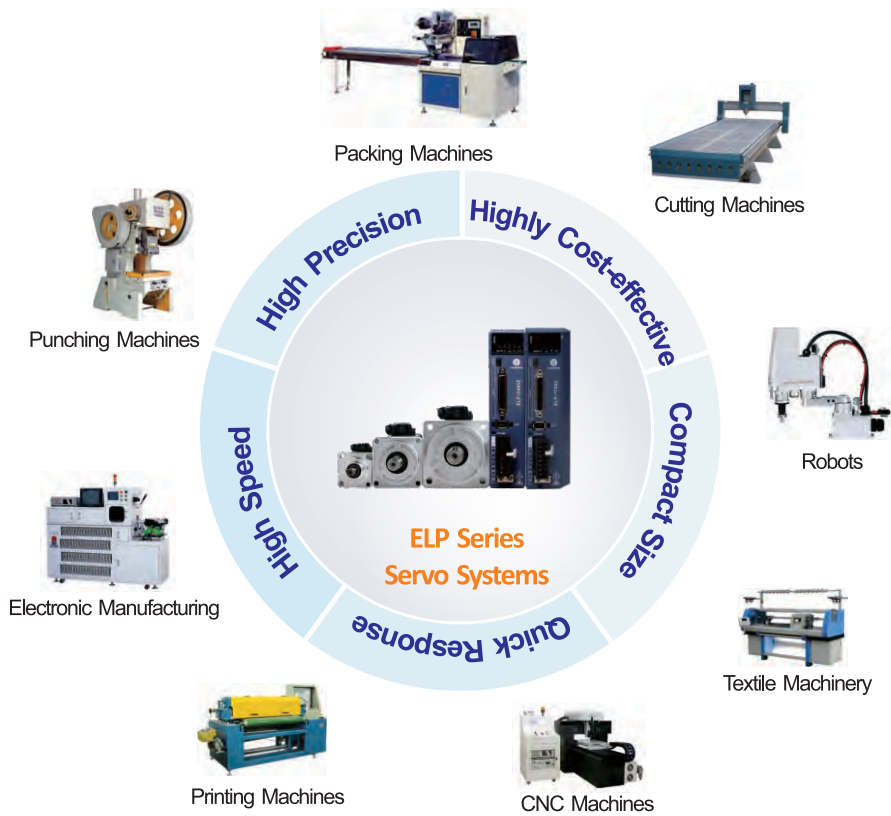 Packing Machines
Cutting Machines
High Precision
Highly Cost-effective
Punching Machines
Compact Size
Robots
High Speed
ELP Series
Servo Systems
Electronic Manufacturing
Quick Response
Textile Machinery
Printing Machines
CNC Machines